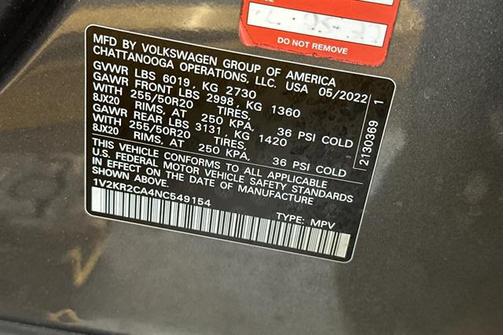 DO NOT REMOVE
MFD BY VOLKSWAGEN GROUP OF AMERICA
CHATTANOOGA OPERATIONS, LLC. USA 05/2022
GVWR LBS 6019, KG 2730
GAWR FRONT LBS 2998, KG 1360
WITH 255/50R20 TIRES,
8JX20 RIMS, AT 250 KPA, 36 PSI COLD
GAWR REAR LBS 3131, KG 1420
WITH 255/50R20 TIRES,
8JX20 RIMS, AT 250 KPA, 36 PSI COLD
THIS VEHICLE CONFORMS TO ALL APPLICABLE
U.S. FEDERAL MOTOR VEHICLE SAFETY STANDARDS
IN EFFECT ON THE DATE OF MANUFACTURE
SHOWN ABOVE.
1V2KR2CA4NC549154
TYPE: MPV
2130369 1